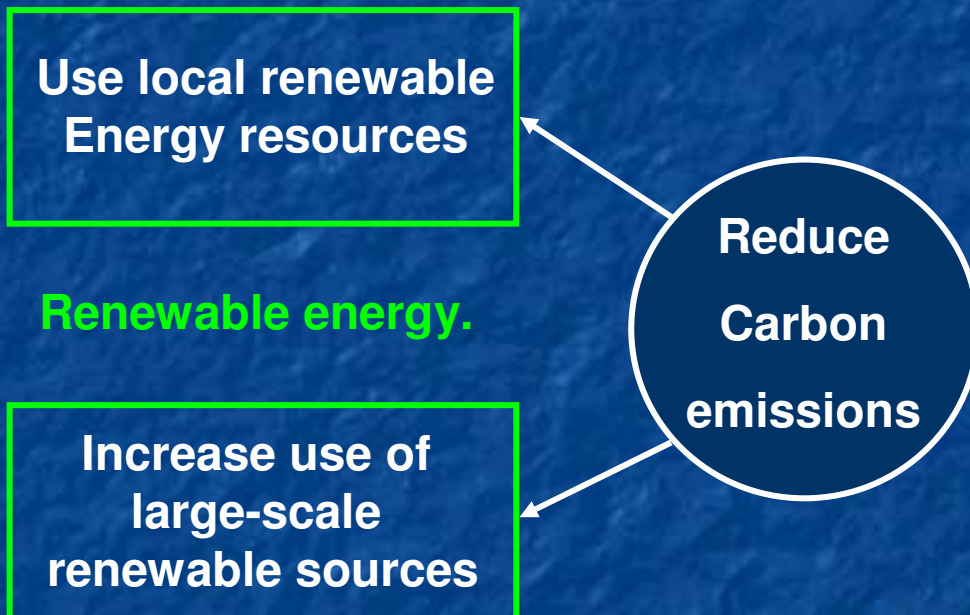 Use local renewable
Energy resources
Renewable energy.
Increase use of
large-scale
renewable sources
Reduce
Carbon
emissions